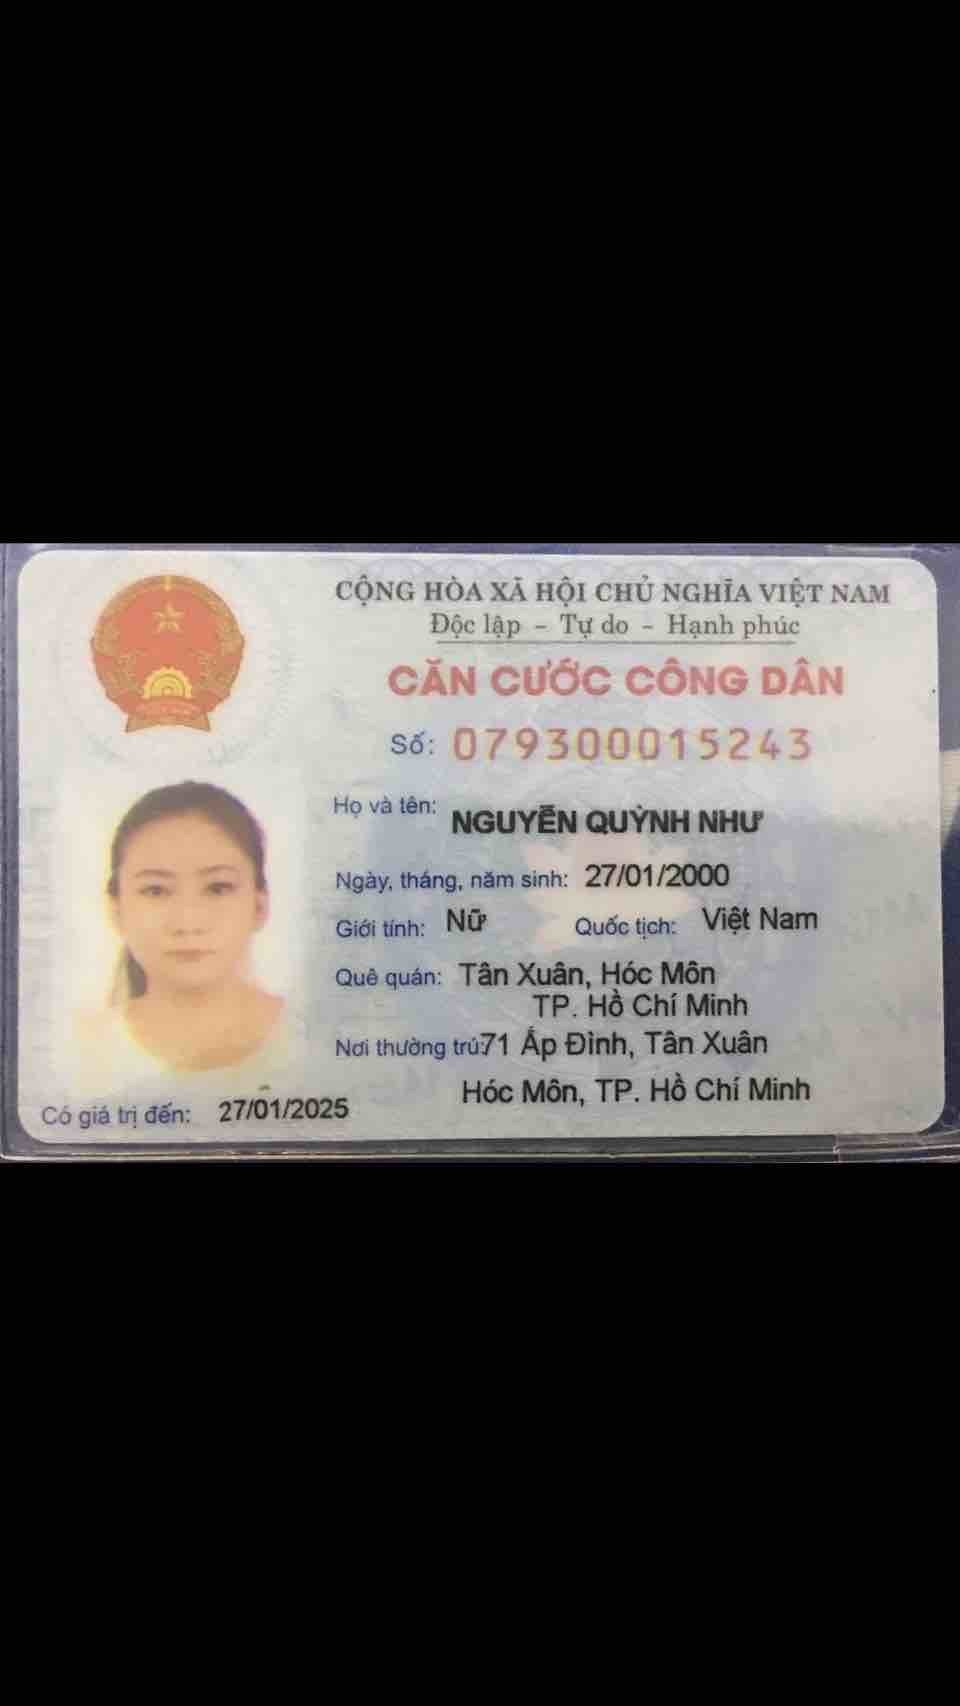 CỘNG HÒA XÃ HỘI CHỦ NGHĨA VIỆT NAM
Độc lập – Tự do – Hạnh phúc
CĂN CƯỚC CÔNG DÂN
Số: 079300015243
Họ và tên: NGUYỄN QUỲNH NHƯ
Ngày, tháng, năm sinh: 27/01/2000
Giới tính: Nữ Quốc tịch: Việt Nam
Quê quán: Tân Xuân, Hóc Môn
TP. Hồ Chí Minh
Nơi thường trú: 71 Ấp Đình, Tân Xuân
Hóc Môn, TP. Hồ Chí Minh
Có giá trị đến: 27/01/2025